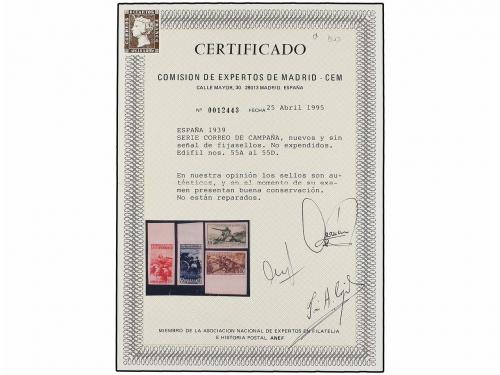 CERTIFICADO
COMISION DE EXPERTOS DE MADRID - CEM
CALLE MAYOR, 30. 28013 MADRID. ESPAÑA
Nº 0012443 FECHA 25 Abril 1995
ESPAÑA 1939
SERIE CORREO DE CAMPAÑA, nuevos y sin
señal de fijasellos. No expendidos.
Edifil nos. 55A al 55D.
En nuestra opinión los sellos son au-
ténticos, y en el momento de su exa-
men presentan buena conservación.
No están reparados.
MIEMBRO DE LA ASOCIACION NACIONAL DE EXPERTOS EN FILATELIA
E HISTORIA POSTAL ANEF